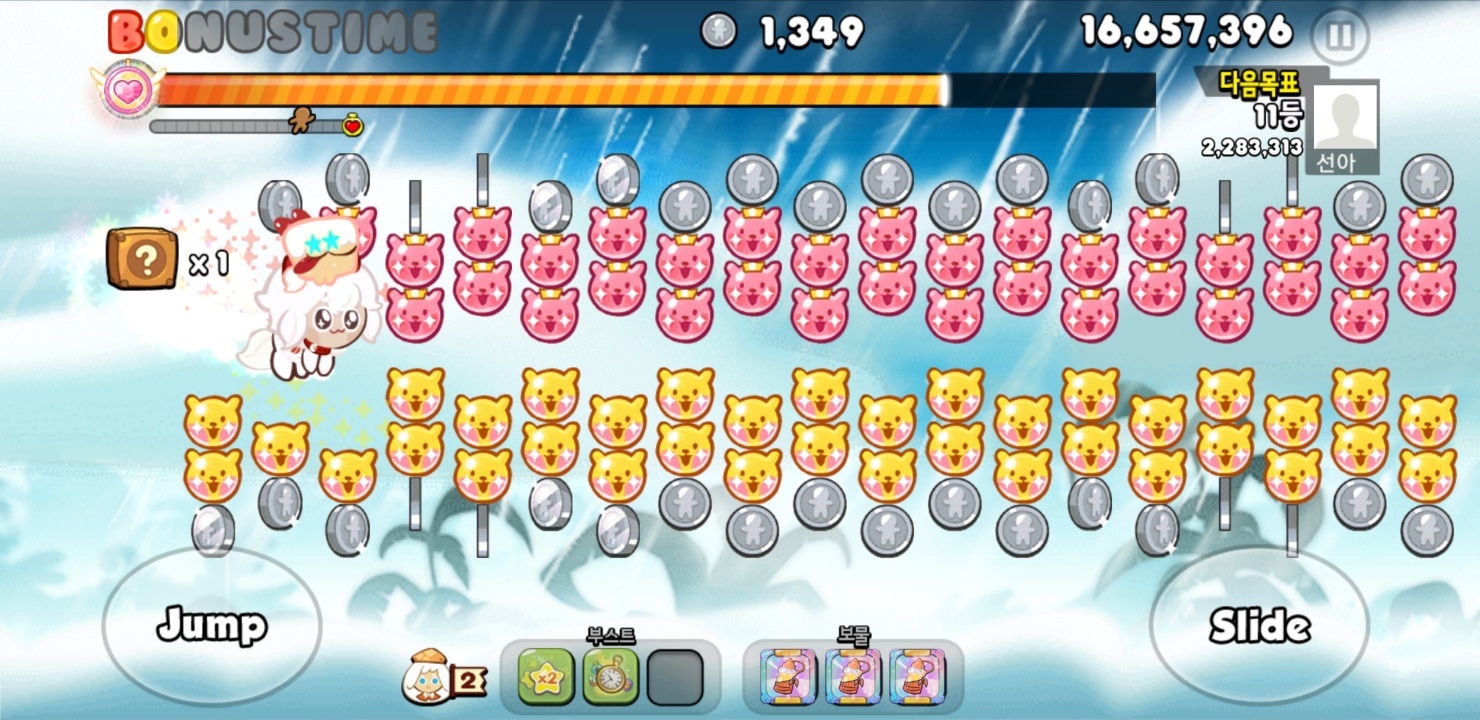 BONUSTIME
1,349
16,657,396
다음목표
11등
2,283,313
선아
?
x 1
Jump
Slide
부스트
보물
2
x2